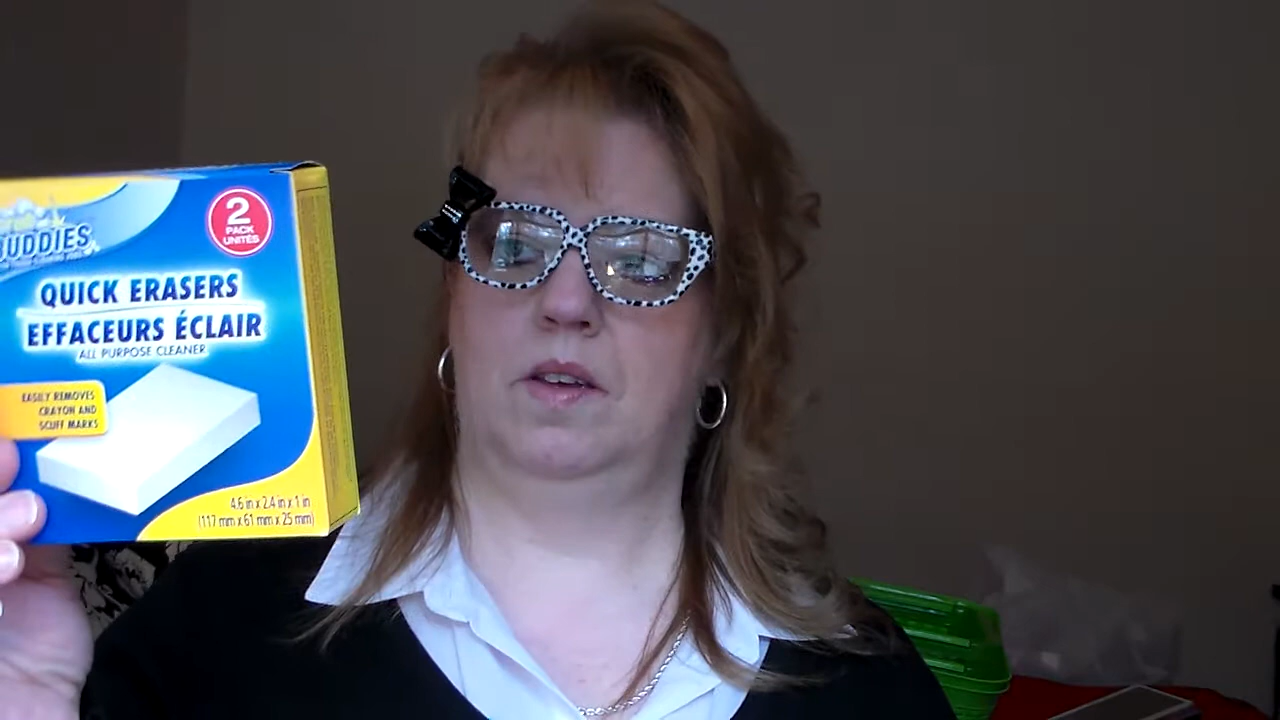 BUDDIES
2
PACK
UNITÉS
QUICK ERASERS
EFFACEURS ÉCLAIR
ALL PURPOSE CLEANER
EASILY REMOVES
CRAYON AND
SCUFF MARKS
4.6 in x 2.4 in x 1 in
(117 mm x 61 mm x 25 mm)